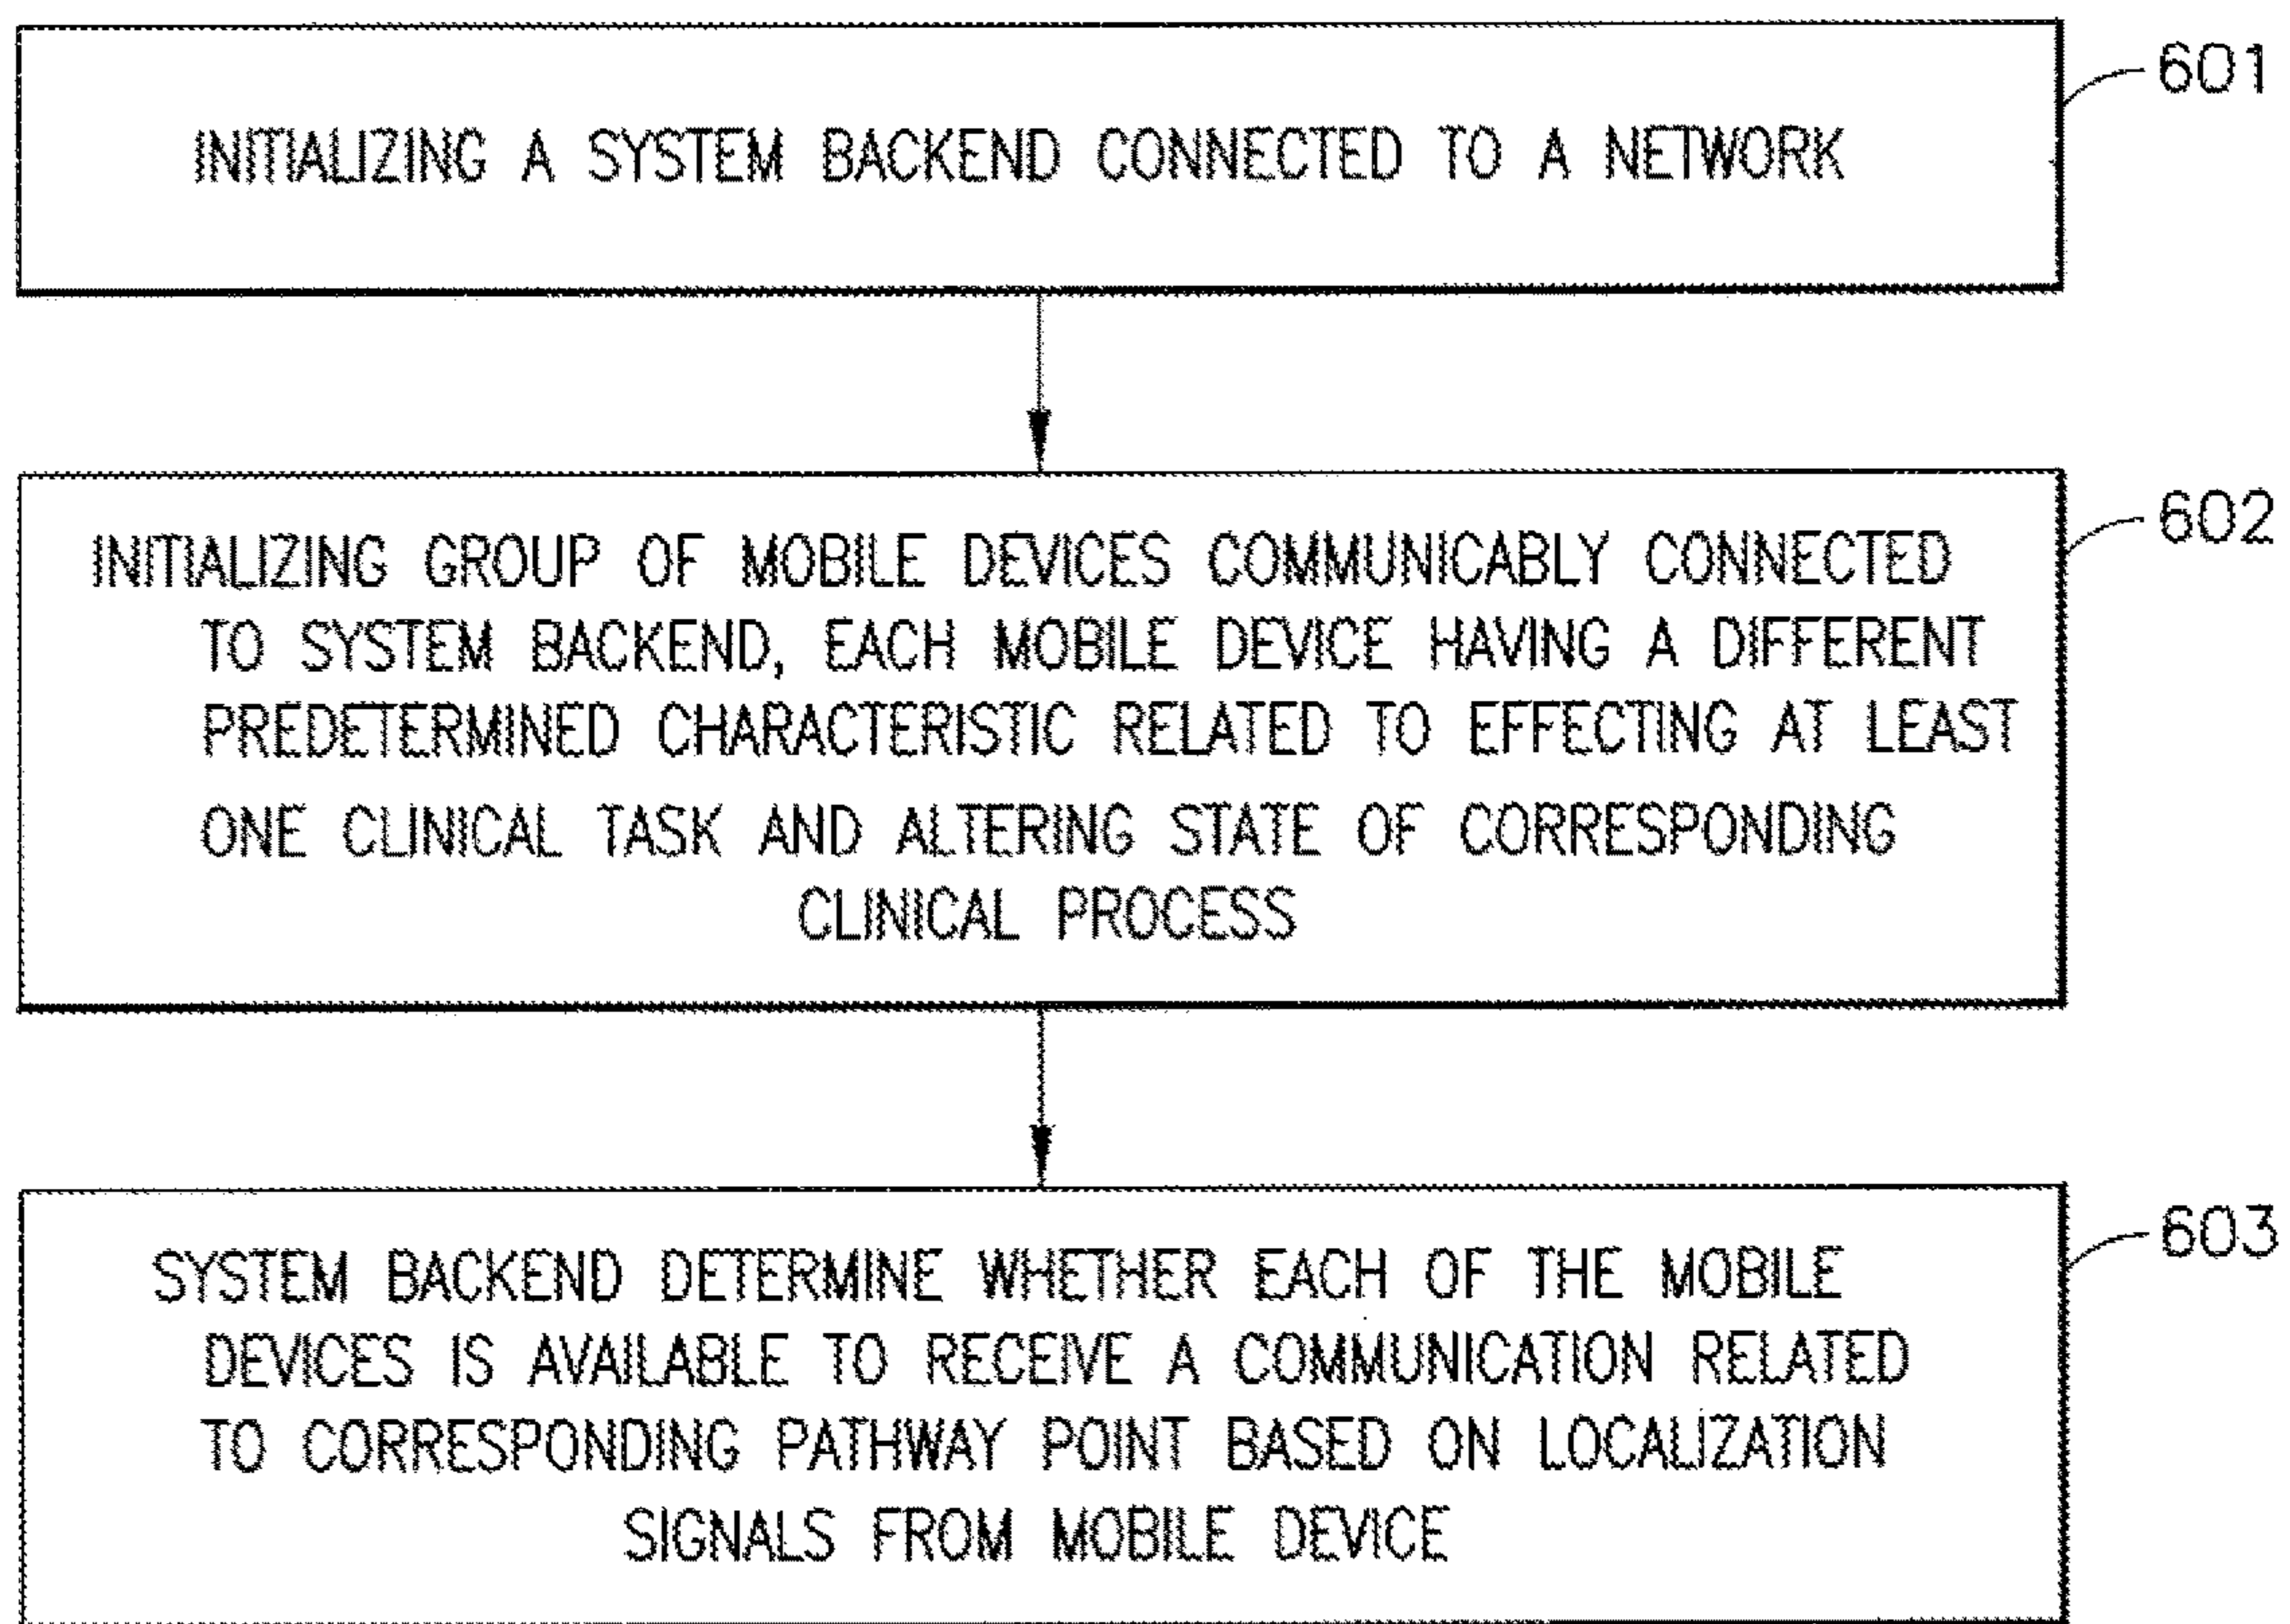 601
INITIALIZING A SYSTEM BACKEND CONNECTED TO A NETWORK
602
INITIALIZING GROUP OF MOBILE DEVICES COMMUNICABLY CONNECTED
TO SYSTEM BACKEND, EACH MOBILE DEVICE HAVING A DIFFERENT
PREDETERMINED CHARACTERISTIC RELATED TO EFFECTING AT LEAST
ONE CLINICAL TASK AND ALTERING STATE OF CORRESPONDING
CLINICAL PROCESS
603
SYSTEM BACKEND DETERMINE WHETHER EACH OF THE MOBILE
DEVICES IS AVAILABLE TO RECEIVE A COMMUNICATION RELATED
TO CORRESPONDING PATHWAY POINT BASED ON LOCALIZATION
SIGNALS FROM MOBILE DEVICE